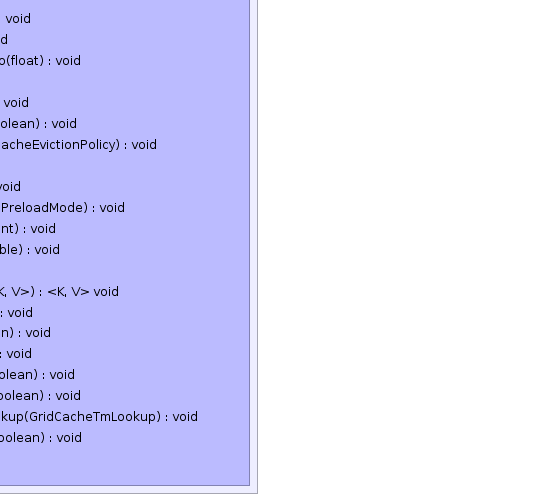 void
d
o(float) : void
void
olean) : void
acheEvictionPolicy) : void
void
PreloadMode) : void
nt) : void
ble) : void
K, V>) : <K, V> void
: void
n) : void
: void
olean) : void
oolean) : void
kup(GridCacheTmLookup) : void
oolean) : void